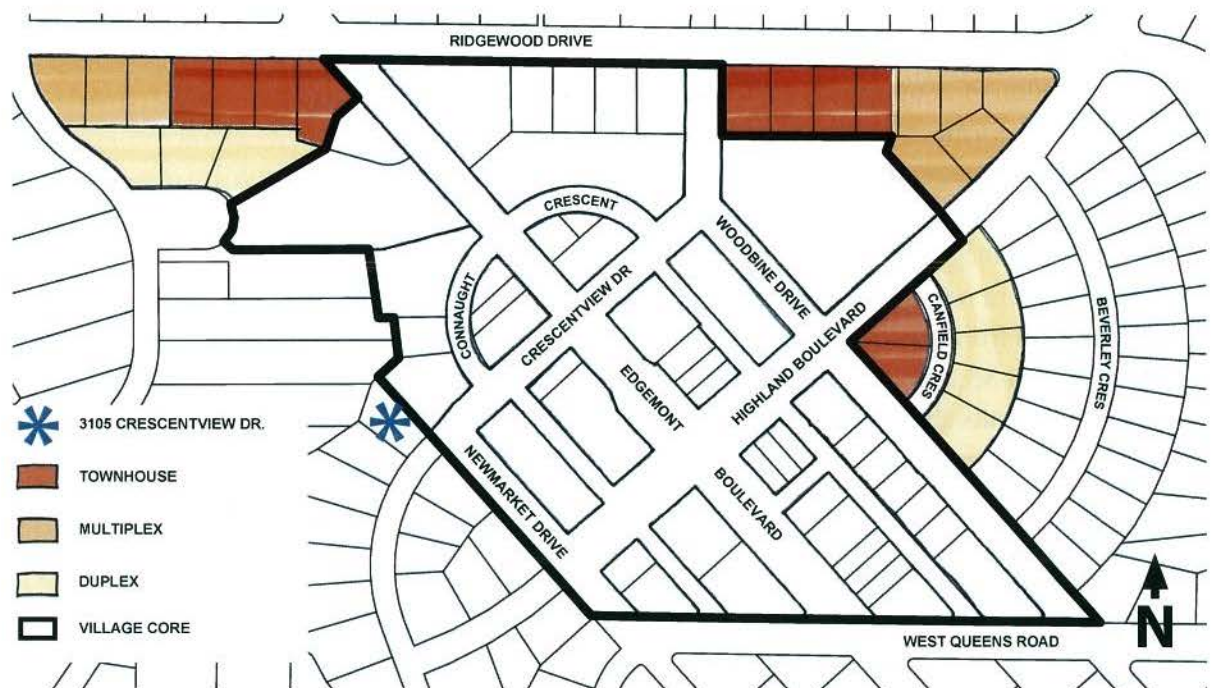 RIDGEWOOD DRIVE
CRESCENT
WOODBINE DRIVE
CONNAUGHT
CRESCENTVIEW DR
HIGHLAND BOULEVARD
CANFIELD CRES
BEVERLEY CRES
EDGEMONT
BOULEVARD
NEWMARKET DRIVE
3105 CRESCENTVIEW DR.
TOWNHOUSE
MULTIPLEX
DUPLEX
VILLAGE CORE
WEST QUEENS ROAD
N